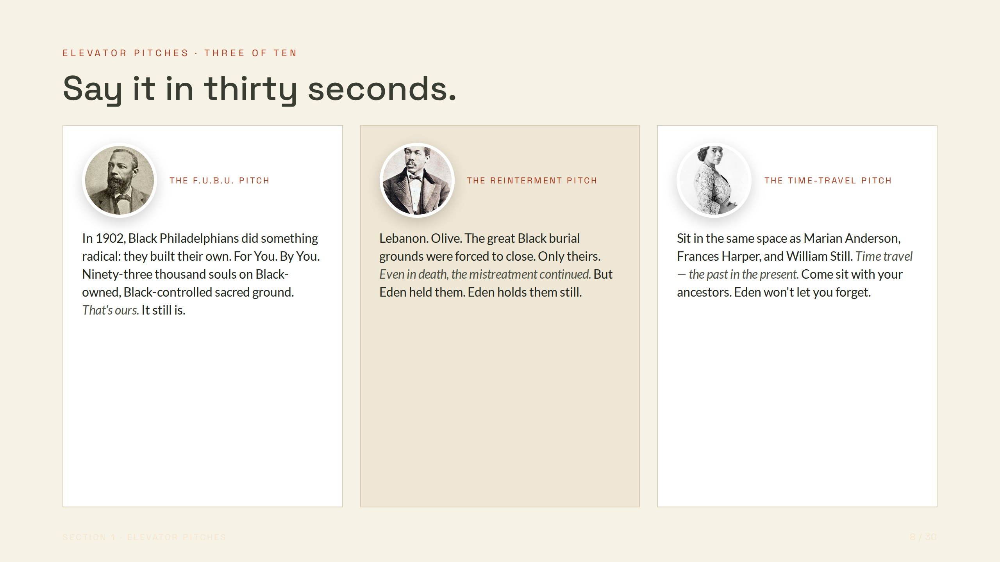 ELEVATOR PITCHES · THREE OF TEN
Say it in thirty seconds.
THE F.U.B.U. PITCH
In 1902, Black Philadelphians did something
radical: they built their own. For You. By You.
Ninety-three thousand souls on Black-
owned, Black-controlled sacred ground.
That's ours. It still is.
THE REINTERMENT PITCH
Lebanon. Olive. The great Black burial
grounds were forced to close. Only theirs.
Even in death, the mistreatment continued. But
Eden held them. Eden holds them still.
THE TIME-TRAVEL PITCH
Sit in the same space as Marian Anderson,
Frances Harper, and William Still. Time travel
— the past in the present. Come sit with your
ancestors. Eden won't let you forget.
SECTION 1 · ELEVATOR PITCHES
8 / 30